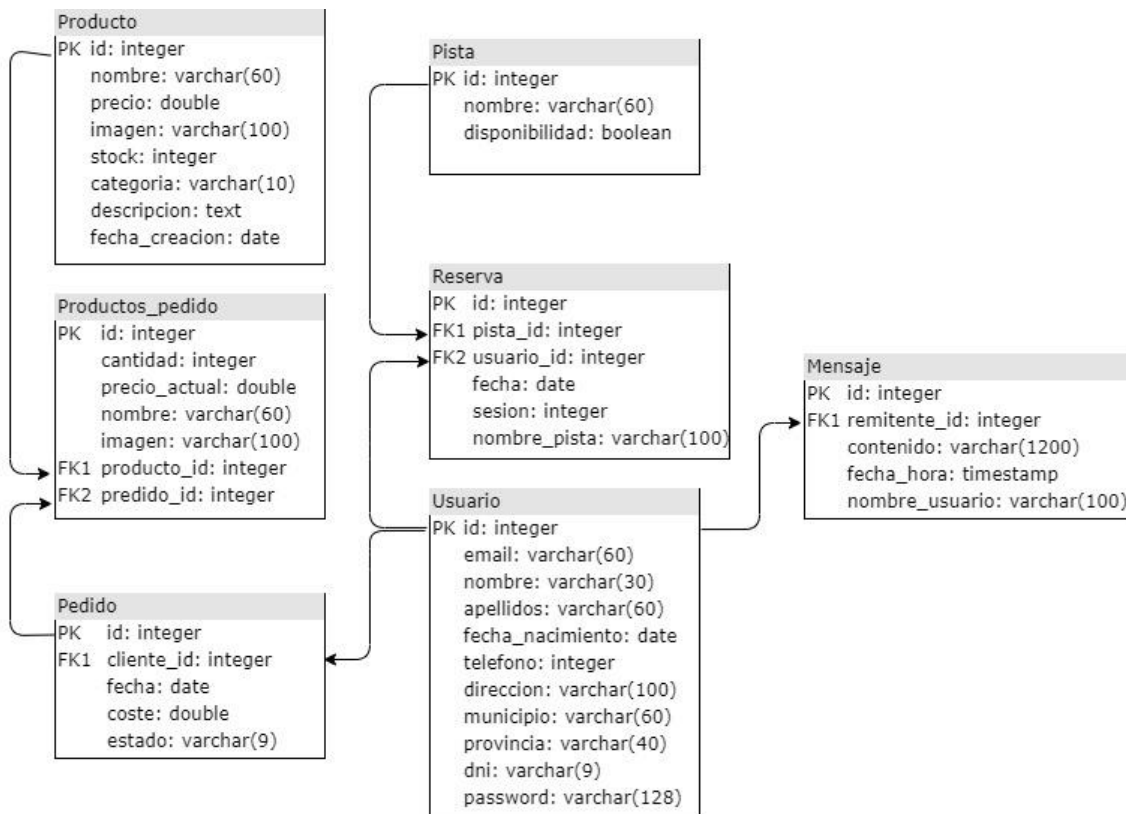 Producto
PK id: integer
nombre: varchar(60)
precio: double
imagen: varchar(100)
stock: integer
categoria: varchar(10)
descripcion: text
fecha_creacion: date
Productos_pedido
PK id: integer
cantidad: integer
precio_actual: double
nombre: varchar(60)
imagen: varchar(100)
FK1 producto_id: integer
FK2 predido_id: integer
Pedido
PK id: integer
FK1 cliente_id: integer
fecha: date
coste: double
estado: varchar(9)
Pista
PK id: integer
nombre: varchar(60)
disponibilidad: boolean
Reserva
PK id: integer
FK1 pista_id: integer
FK2 usuario_id: integer
fecha: date
sesion: integer
nombre_pista: varchar(100)
Usuario
PK id: integer
email: varchar(60)
nombre: varchar(30)
apellidos: varchar(60)
fecha_nacimiento: date
telefono: integer
direccion: varchar(100)
municipio: varchar(60)
provincia: varchar(40)
dni: varchar(9)
password: varchar(128)
Mensaje
PK id: integer
FK1 remitente_id: integer
contenido: varchar(1200)
fecha_hora: timestamp
nombre_usuario: varchar(100)